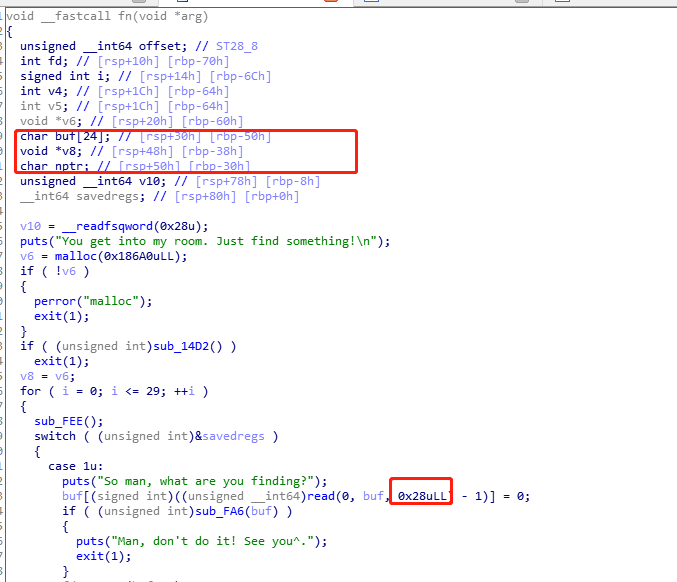 void __fastcall fn(void *arg)
{
unsigned __int64 offset; // ST28_8
int fd; // [rsp+10h] [rbp-70h]
signed int i; // [rsp+14h] [rbp-6Ch]
int v4; // [rsp+1Ch] [rbp-64h]
int v5; // [rsp+1Ch] [rbp-64h]
void *v6; // [rsp+20h] [rbp-60h]
char buf[24]; // [rsp+30h] [rbp-50h]
void *v8; // [rsp+48h] [rbp-38h]
char nptr; // [rsp+50h] [rbp-30h]
unsigned __int64 v10; // [rsp+78h] [rbp-8h]
__int64 savedregs; // [rsp+80h] [rbp+0h]
v10 = __readfsqword(0x28u);
puts("You get into my room. Just find something!\n");
v6 = malloc(0x186A0uLL);
if ( !v6 )
{
perror("malloc");
exit(1);
}
if ( (unsigned int)sub_14D2() )
exit(1);
v8 = v6;
for ( i = 0; i <= 29; ++i )
{
sub_FEE();
switch ( (unsigned int)&savedregs )
{
case 1u:
puts("So man, what are you finding?");
buf[(signed int)((unsigned __int64)read(0, buf, 0x28uLL) - 1)] = 0;
if ( (unsigned int)sub_FA6(buf) )
{
puts("Man, don't do it! See you^.");
exit(1);
}